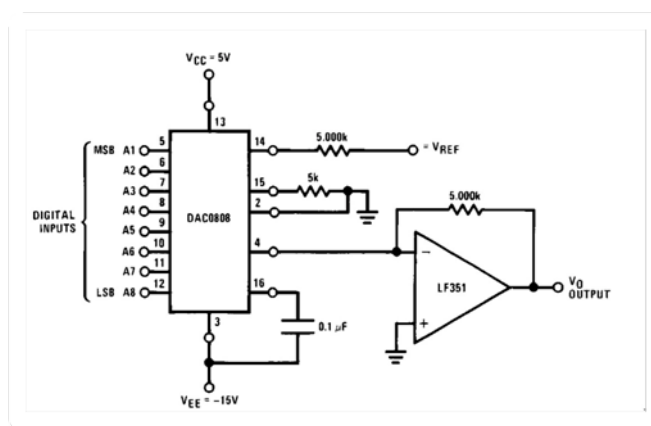 VCC = 5V
13
MSB A1 5
A2 6
A3 7
A4 8
A5 9
A6 10
A7 11
LSB A8 12
DIGITAL
INPUTS
DAC0808
14 5.000k = VREF
15 5k
2
4
16
5.000k
−
+
LF351
VO
OUTPUT
0.1 µF
3
VEE = −15V